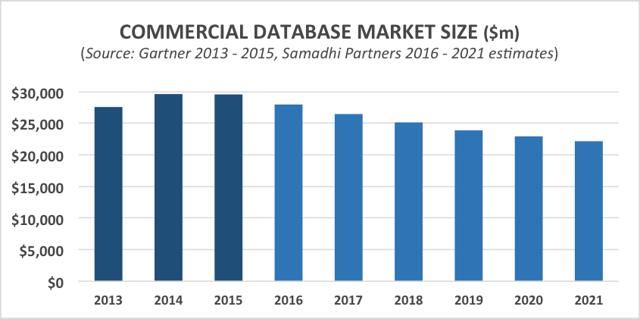 COMMERCIAL DATABASE MARKET SIZE ($m)
(Source: Gartner 2013 - 2015, Samadhi Partners 2016 - 2021 estimates)
$30,000
$25,000
$20,000
$15,000
$10,000
$5,000
$0
2013 2014 2015 2016 2017 2018 2019 2020 2021